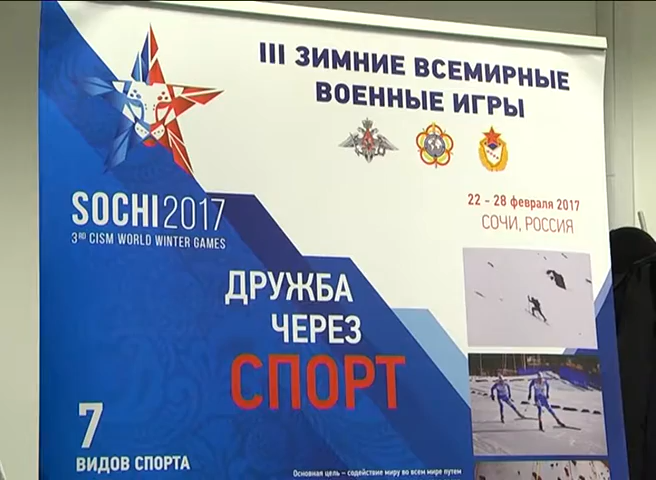 III ЗИМНИЕ ВСЕМИРНЫЕ
ВОЕННЫЕ ИГРЫ
22 – 28 февраля 2017
СОЧИ, РОССИЯ
SOCHI2017
3RD CISM WORLD WINTER GAMES
ДРУЖБА
ЧЕРЕЗ
СПОРТ
7
ВИДОВ СПОРТА
Основная цель – содействие миру во всем мире путем